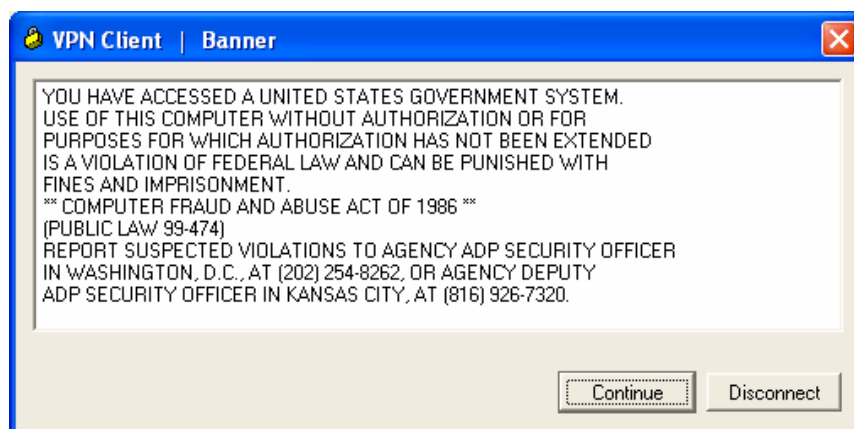 VPN Client | Banner
YOU HAVE ACCESSED A UNITED STATES GOVERNMENT SYSTEM.
USE OF THIS COMPUTER WITHOUT AUTHORIZATION OR FOR
PURPOSES FOR WHICH AUTHORIZATION HAS NOT BEEN EXTENDED
IS A VIOLATION OF FEDERAL LAW AND CAN BE PUNISHED WITH
FINES AND IMPRISONMENT.
** COMPUTER FRAUD AND ABUSE ACT OF 1986 **
(PUBLIC LAW 99-474)
REPORT SUSPECTED VIOLATIONS TO AGENCY ADP SECURITY OFFICER
IN WASHINGTON, D.C., AT (202) 254-8262, OR AGENCY DEPUTY
ADP SECURITY OFFICER IN KANSAS CITY, AT (816) 926-7320.
Continue Disconnect